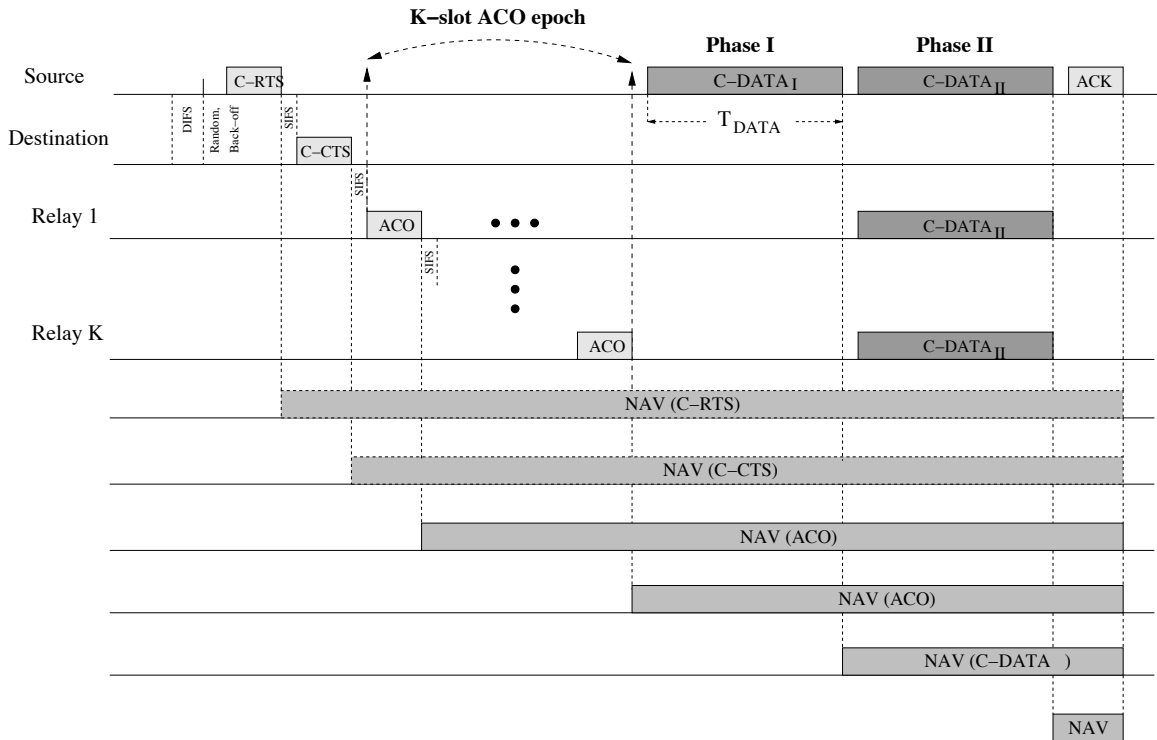 K−slot ACO epoch
Phase I
Phase II
Source
C−RTS
C−DATA I
C−DATA II
ACK
DIFS
Random,
Back−off
SIFS
T DATA
Destination
C−CTS
SIFS
Relay 1
ACO
C−DATA II
SIFS
Relay K
ACO
C−DATA II
NAV (C−RTS)
NAV (C−CTS)
NAV (ACO)
NAV (ACO)
NAV (C−DATA )
NAV